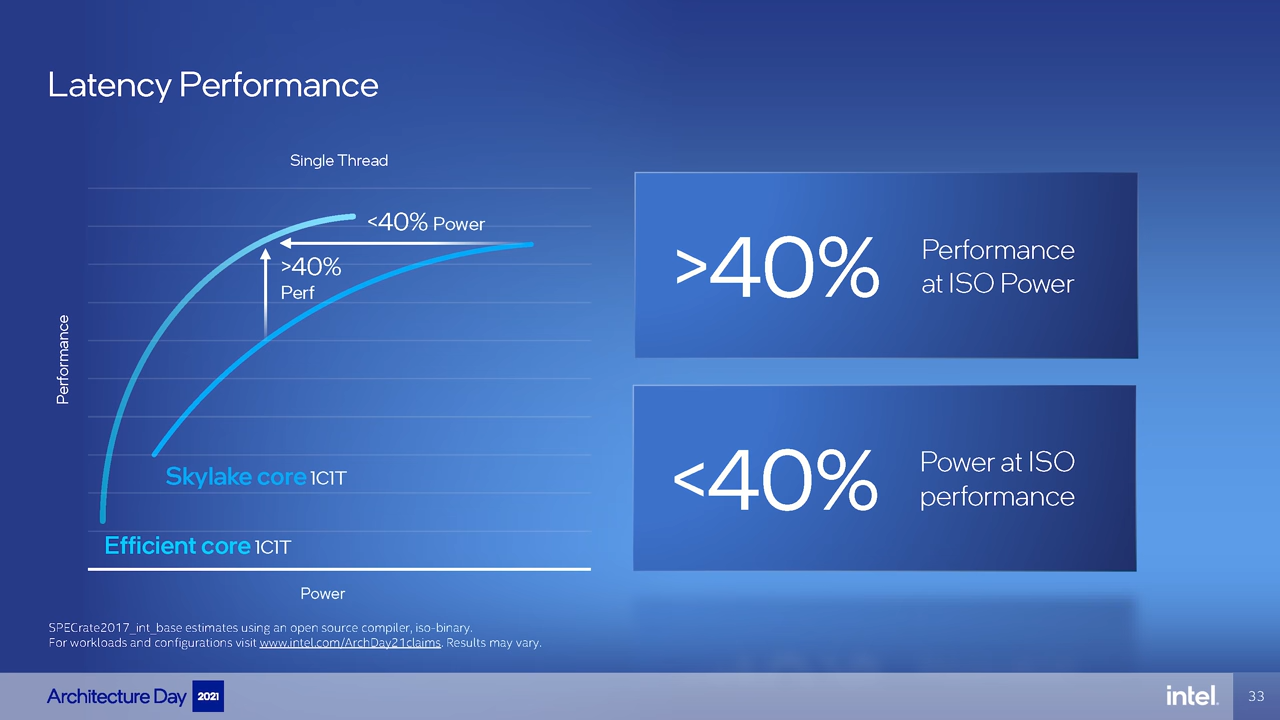 Latency Performance
Single Thread
<40% Power
>40%
Perf
Performance
Skylake core 1C1T
Efficient core 1C1T
Power
>40%
Performance
at ISO Power
<40%
Power at ISO
performance
SPECrate2017_int_base estimates using an open source compiler, iso-binary.
For workloads and configurations visit www.intel.com/ArchDay21claims. Results may vary.
Architecture Day 2021
intel.
33